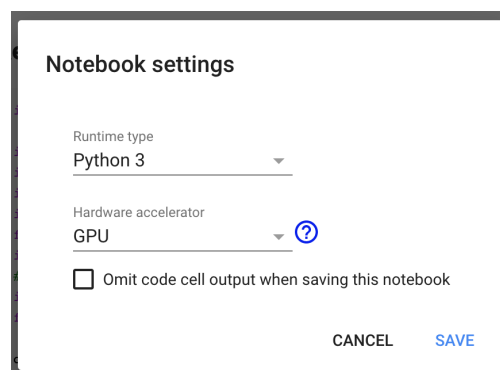 Notebook settings
Runtime type
Python 3
Hardware accelerator
GPU
Omit code cell output when saving this notebook
CANCEL SAVE